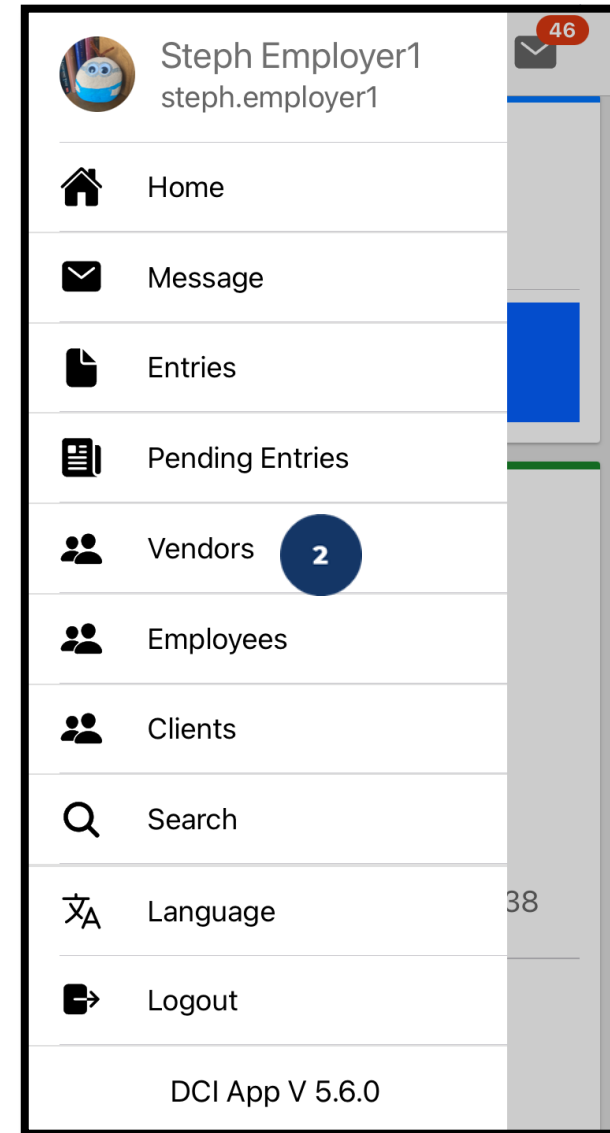 Steph Employer1
46
steph.employer1
Home
Message
Entries
Pending Entries
Vendors
2
Employees
Clients
Search
Language
38
Logout
DCI App V 5.6.0